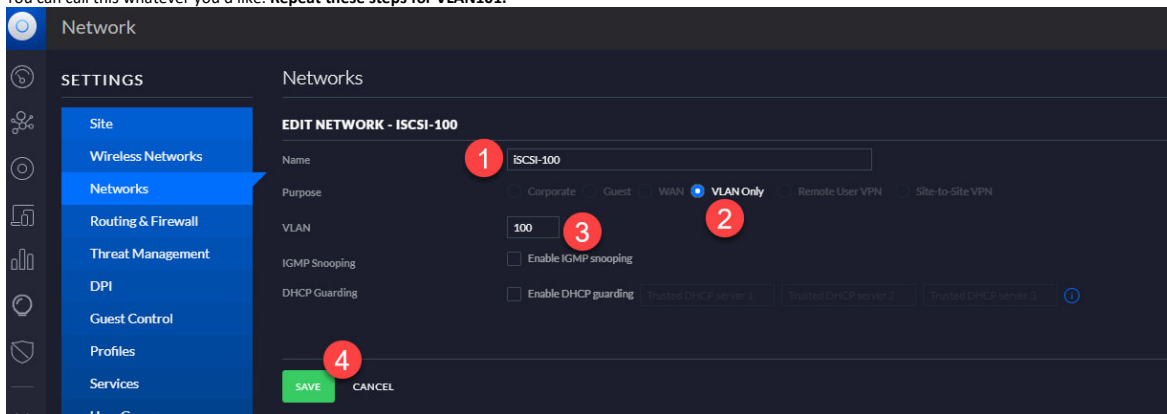 You can call this whatever you'd like. Repeat these steps for VLAN101.
Network
SETTINGS
Networks
Site
EDIT NETWORK - ISCSI-100
Wireless Networks
Name
1
iSCSI-100
Networks
Purpose
Corporate
Guest
WAN
VLAN Only
Remote User VPN
Site-to-Site VPN
2
Routing & Firewall
VLAN
100
3
Threat Management
IGMP Snooping
Enable IGMP snooping
DPI
DHCP Guarding
Enable DHCP guarding
Trusted DHCP server 1
Trusted DHCP server 2
Trusted DHCP server 3
Guest Control
Profiles
4
Services
SAVE
CANCEL